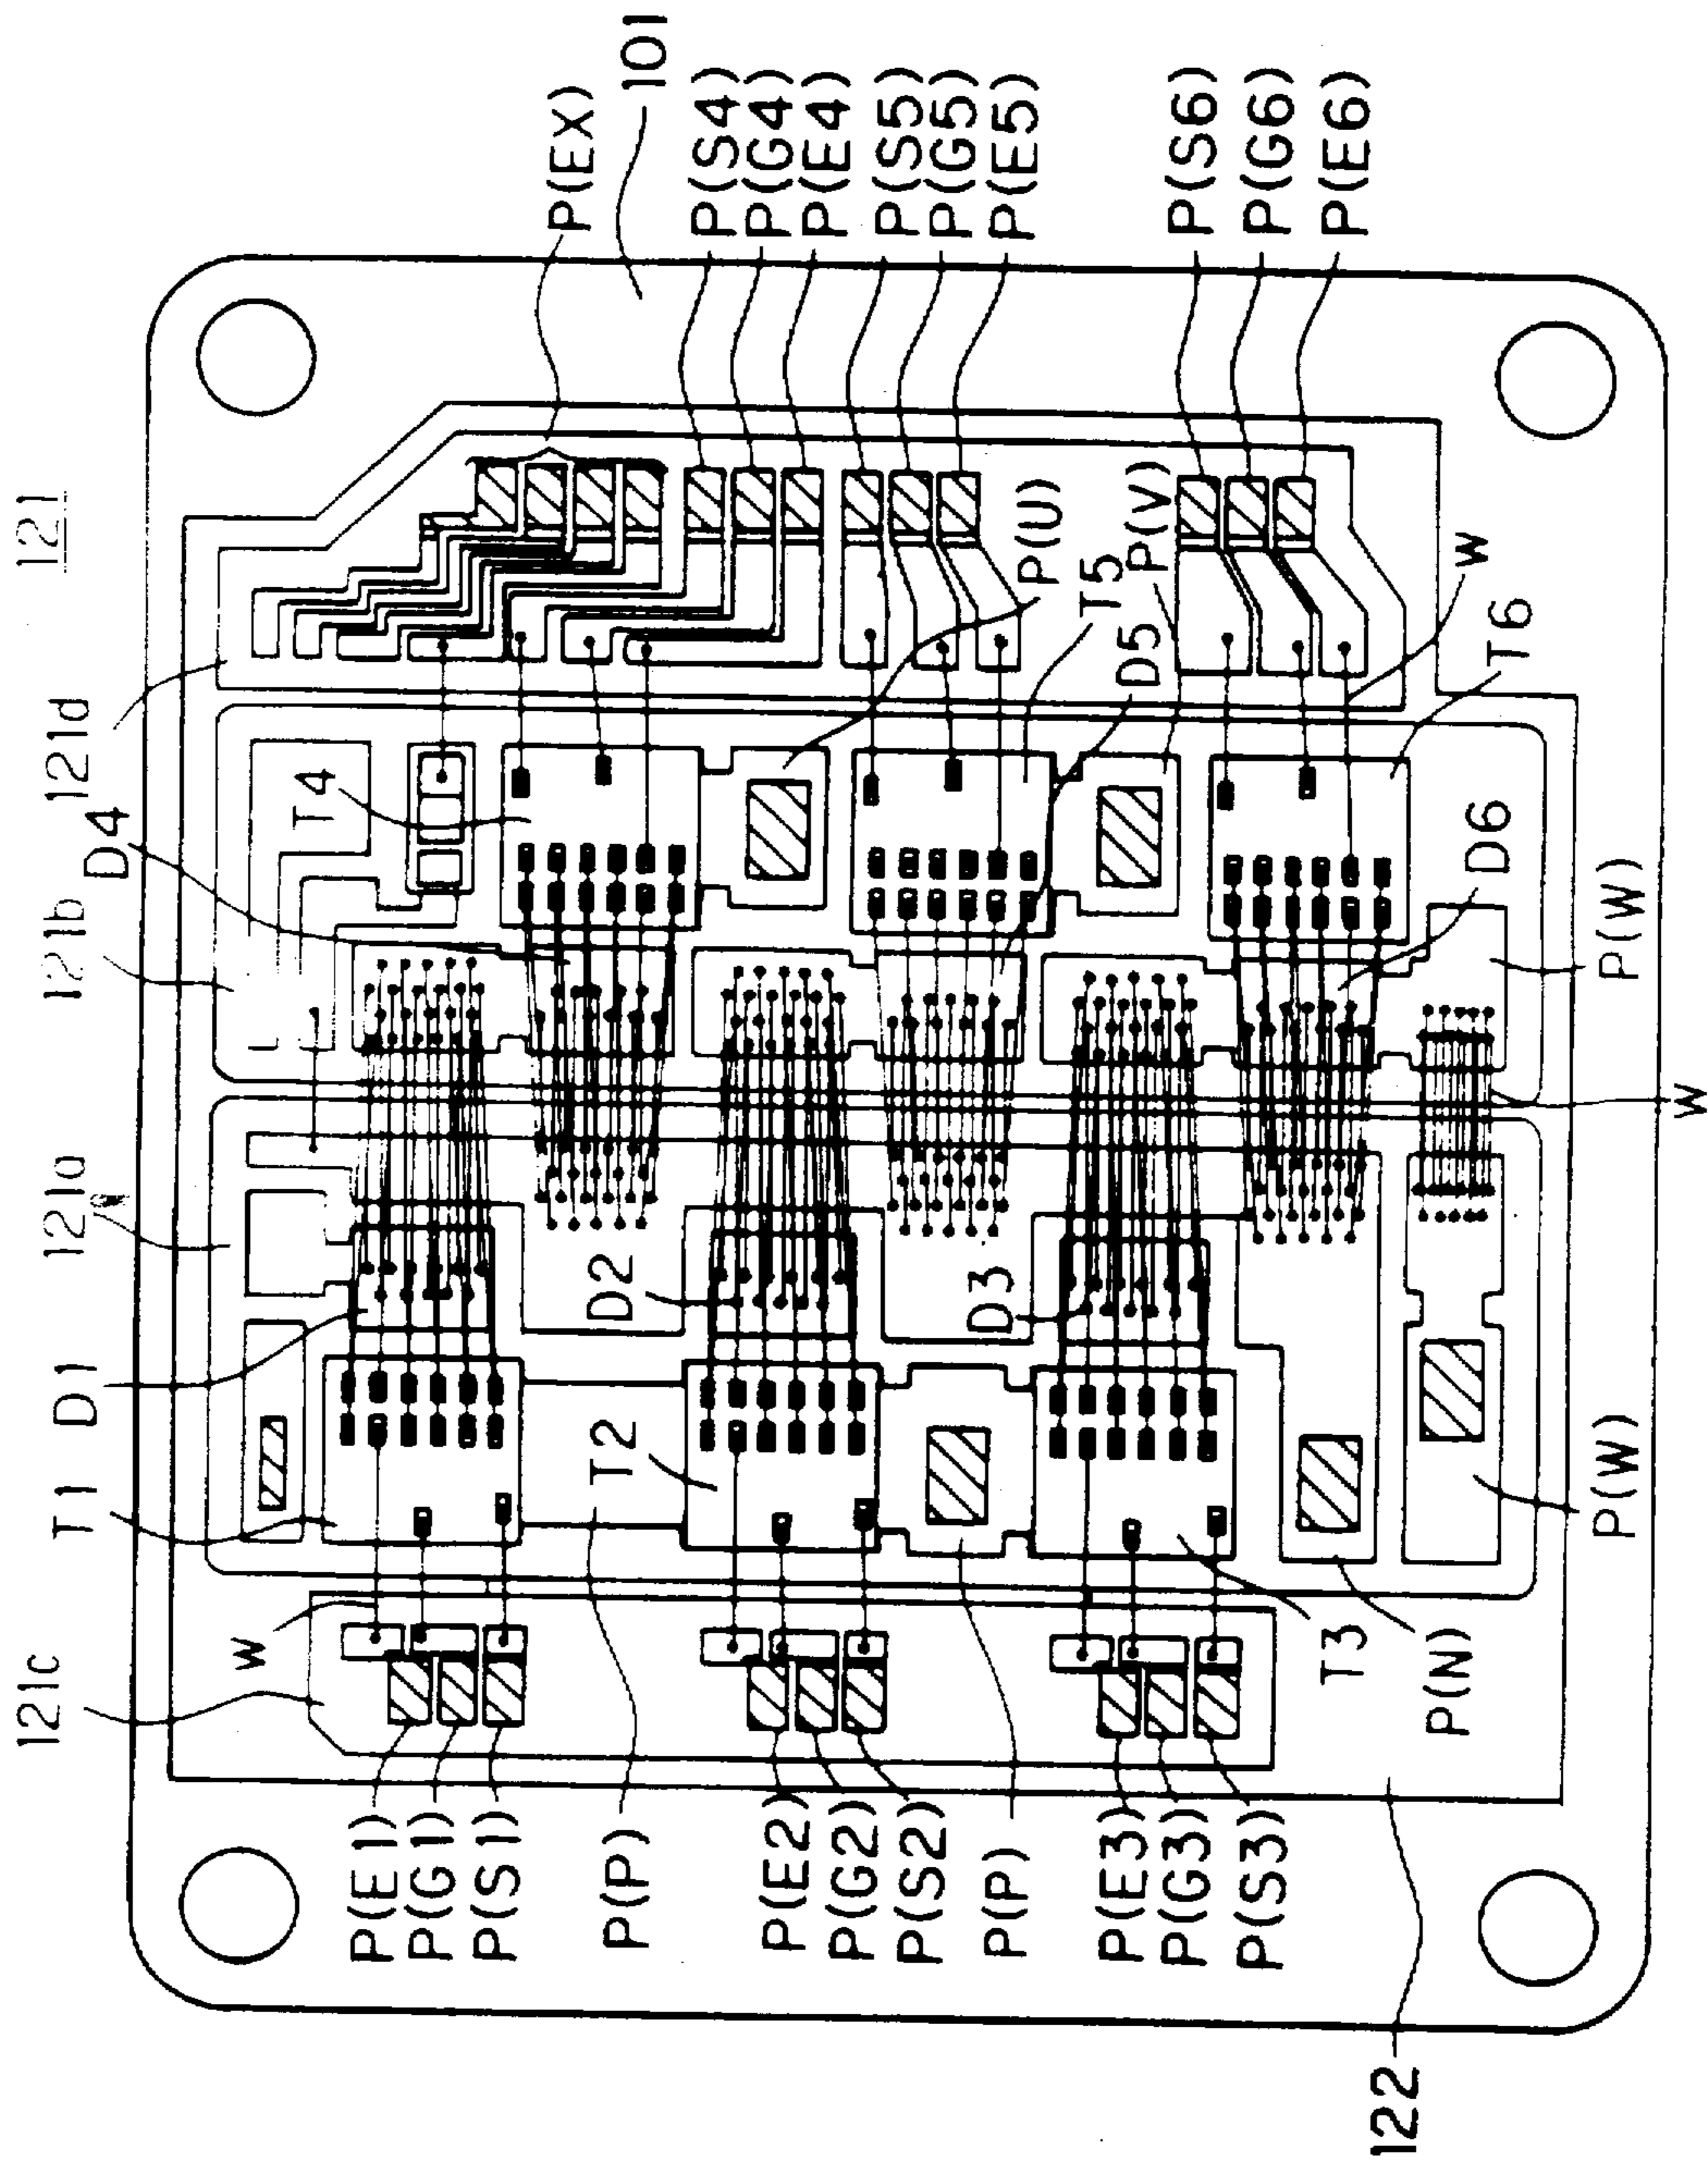 121
121c
121a
121b
121d
W
T1
D1
D4
T4
P(EX)
101
P(S4)
P(G4)
P(E4)
P(S5)
P(G5)
P(E5)
P(S6)
P(G6)
P(E6)
P(U)
T5
D5
P(V)
W
T6
D6
P(W)
W
D2
T2
D3
T3
P(N)
P(W)
P(E1)
P(G1)
P(S1)
P(P)
P(E2)
P(G2)
P(S2)
P(P)
P(E3)
P(G3)
P(S3)
122